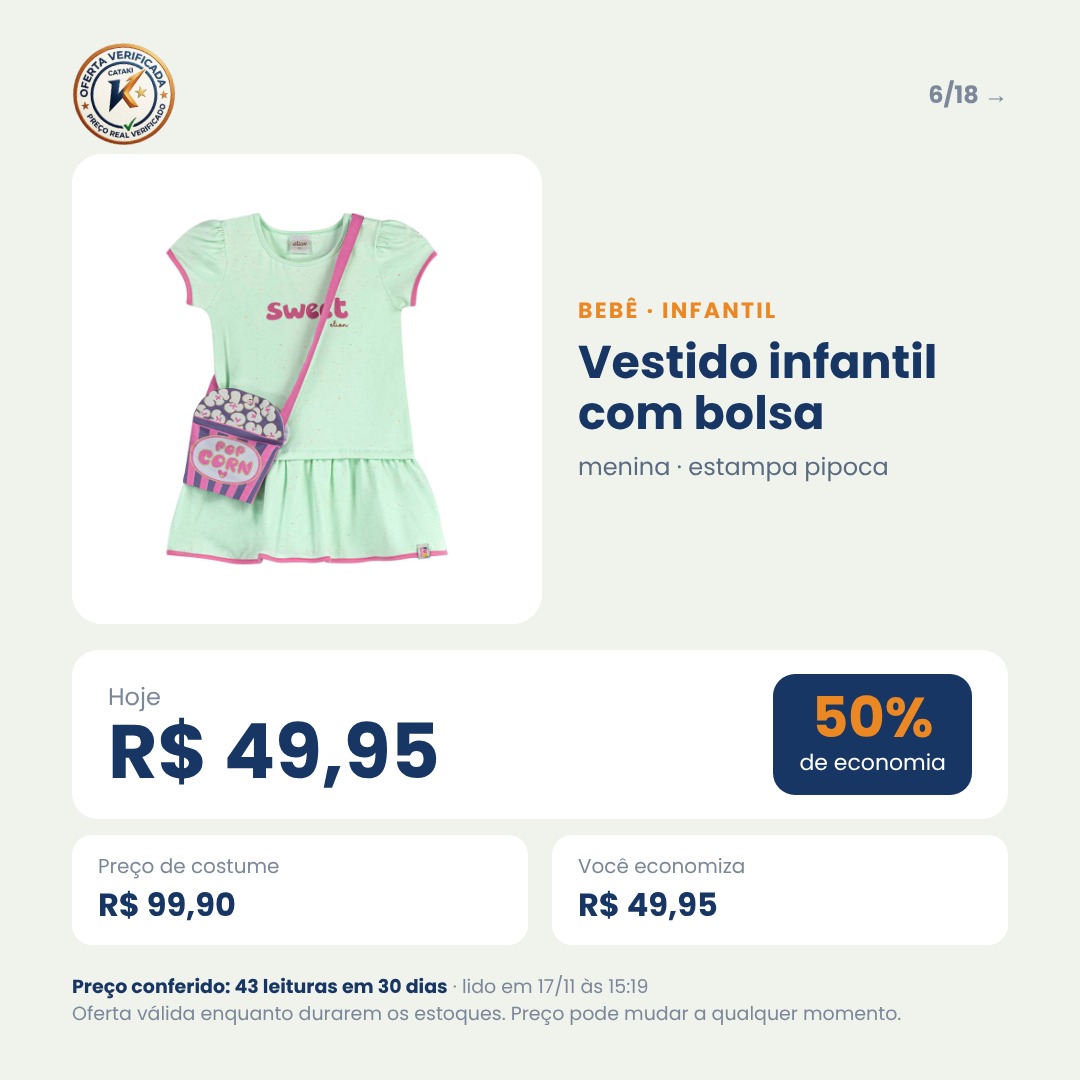 OFERTA VERIFICADA
CATAKI
K
PREÇO REAL VERIFICADO
6/18 →
sweet
elian
POP
CORN
BEBÊ · INFANTIL
Vestido infantil
com bolsa
menina · estampa pipoca
Hoje
R$ 49,95
50%
de economia
Preço de costume
R$ 99,90
Você economiza
R$ 49,95
Preço conferido: 43 leituras em 30 dias · lido em 17/11 às 15:19
Oferta válida enquanto durarem os estoques. Preço pode mudar a qualquer momento.